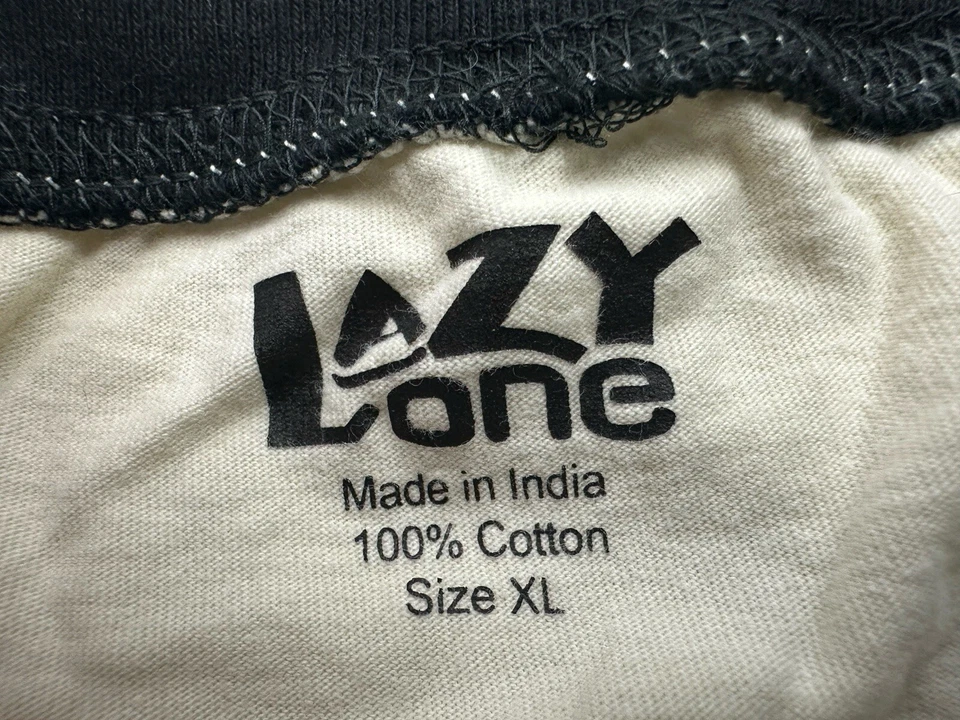 LAZY
Lone
Made in India
100% Cotton
Size XL